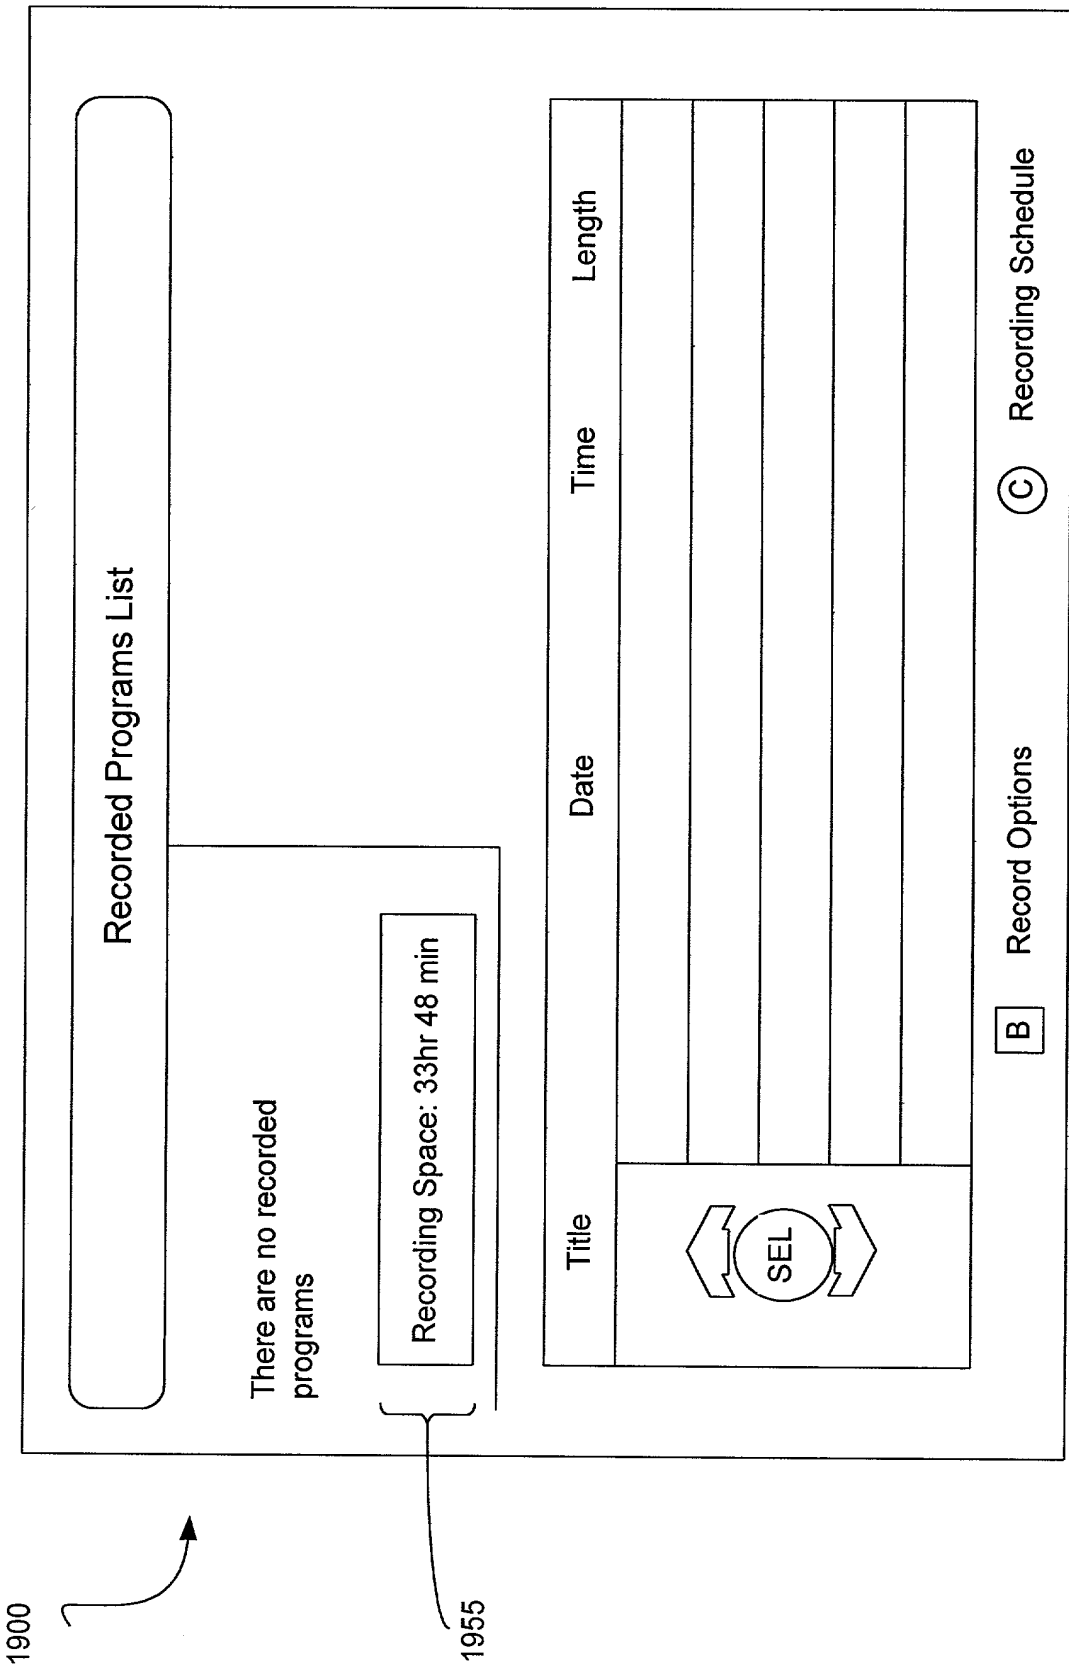 1900
Recorded Programs List
There are no recorded
programs
Recording Space: 33hr 48 min
1955
Title Date Time Length
SEL
B Record Options C Recording Schedule